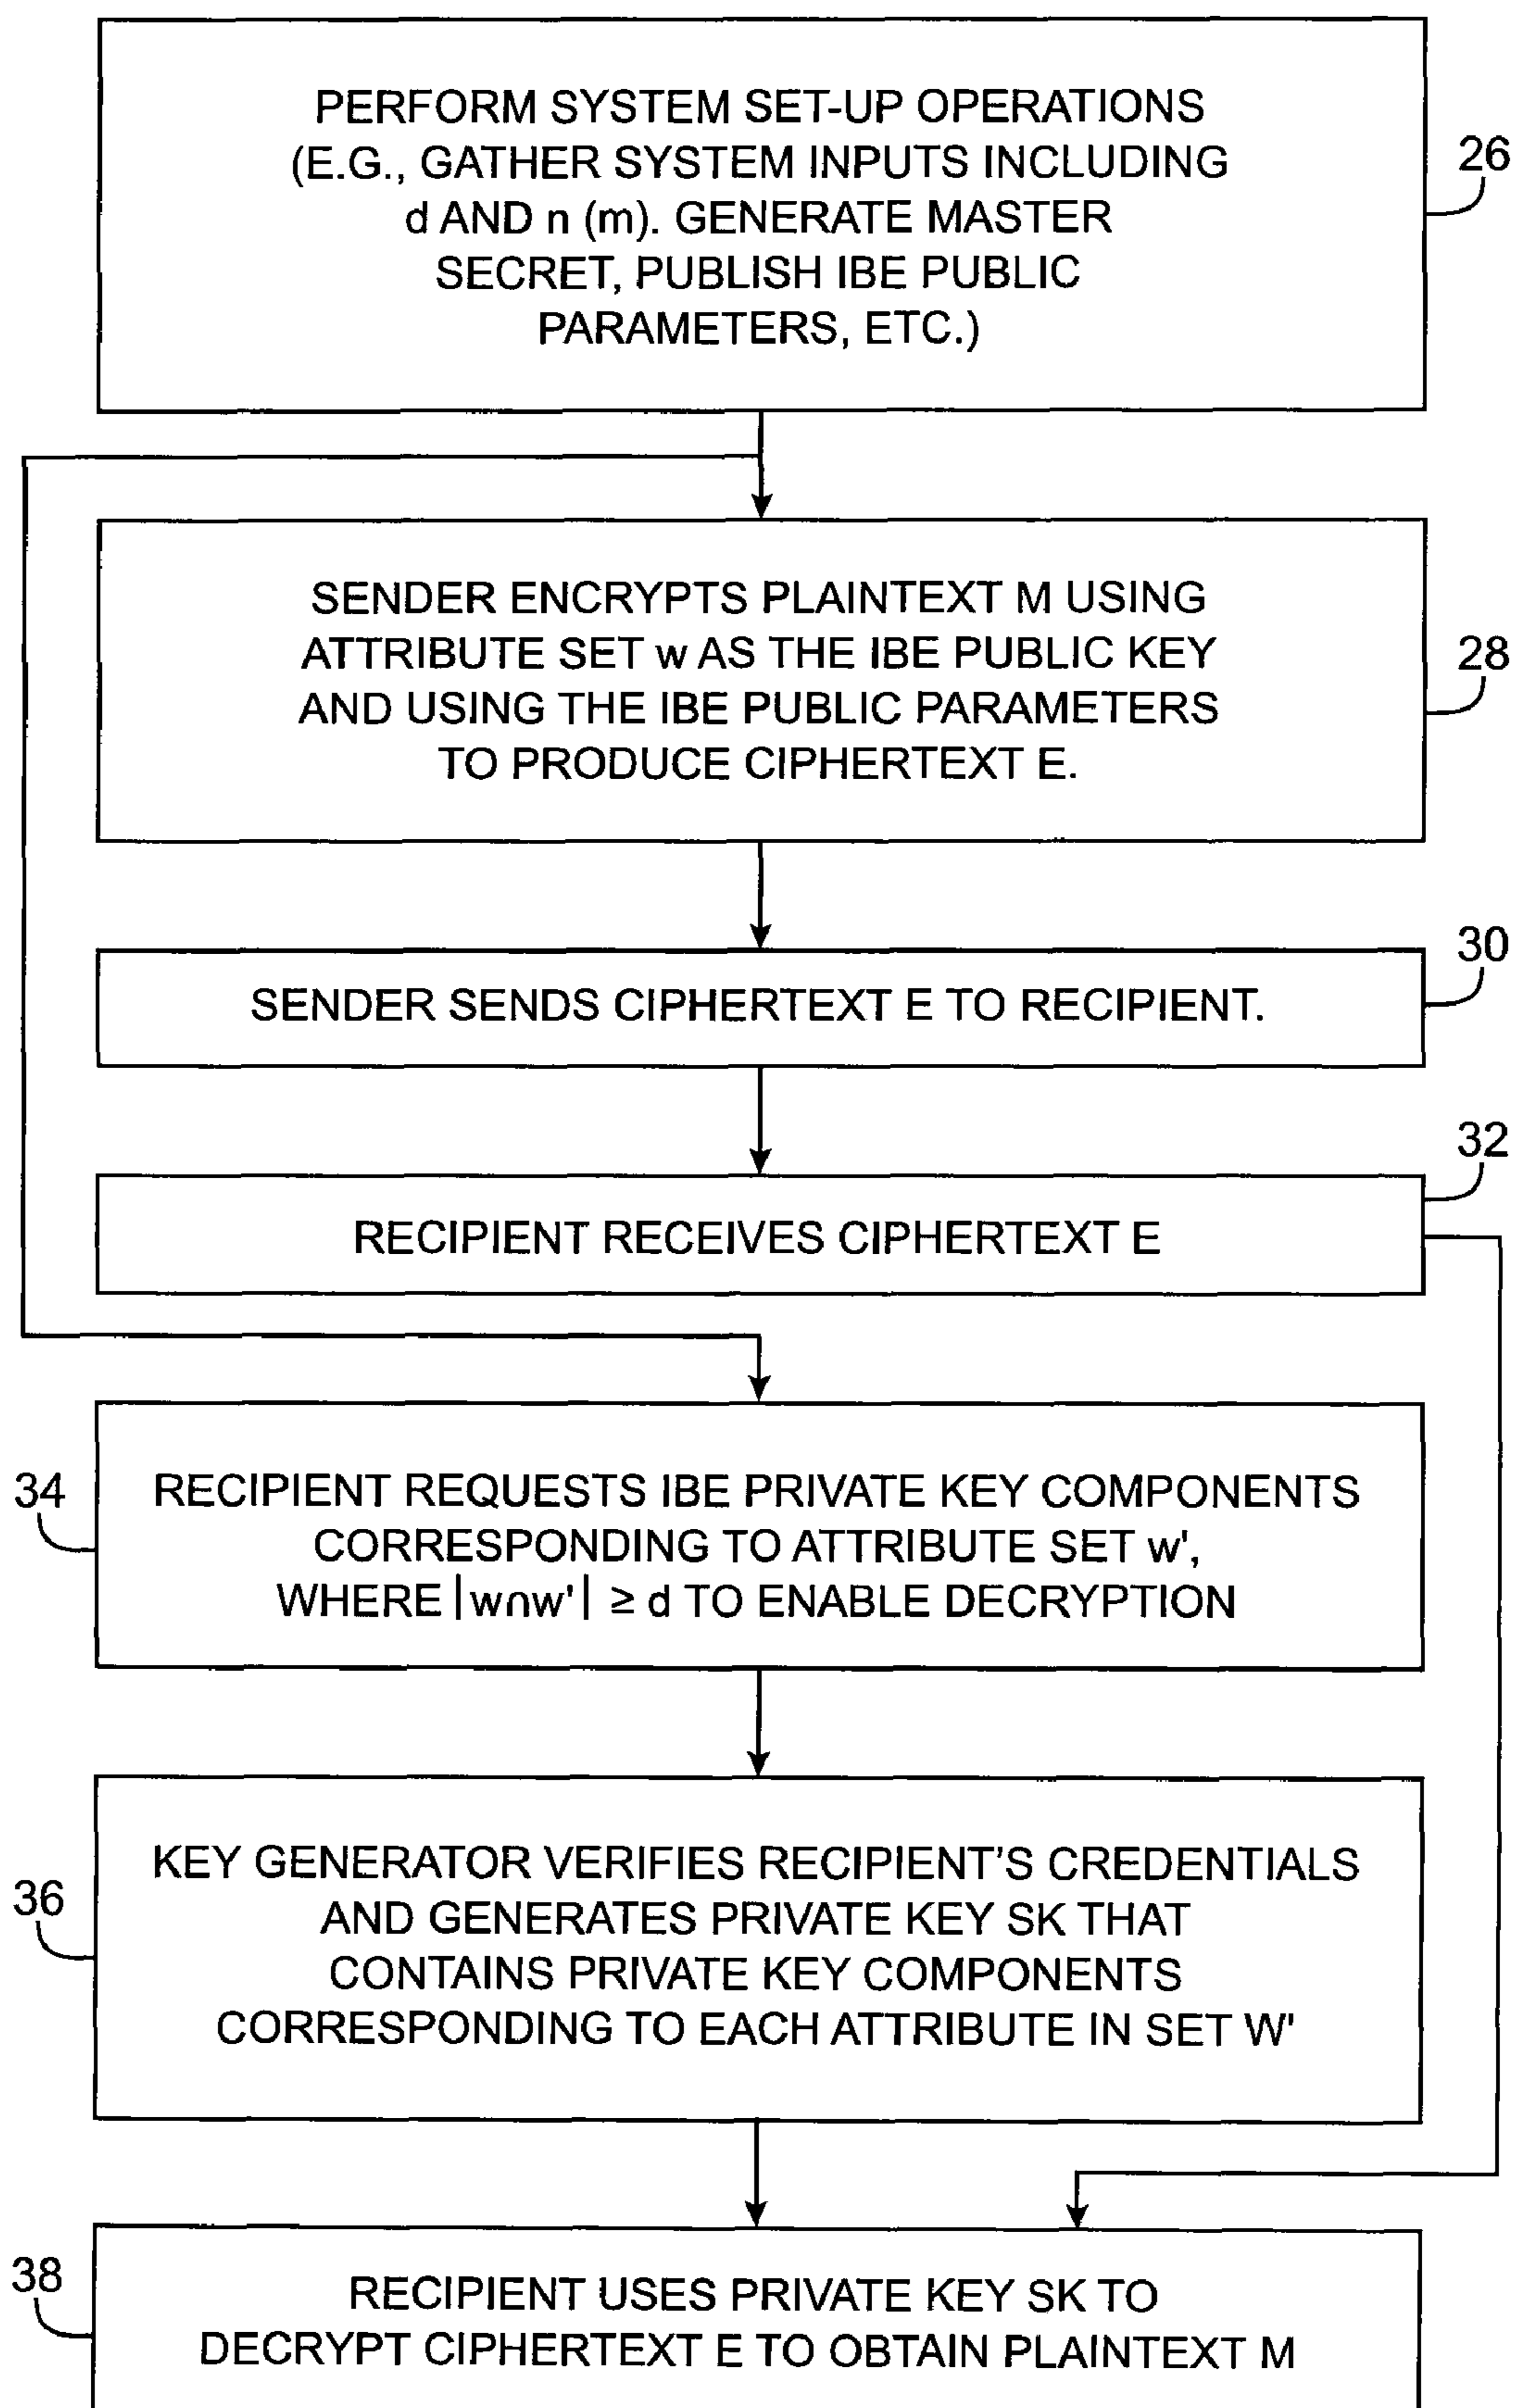 PERFORM SYSTEM SET-UP OPERATIONS
(E.G., GATHER SYSTEM INPUTS INCLUDING
d AND n (m). GENERATE MASTER
SECRET, PUBLISH IBE PUBLIC
PARAMETERS, ETC.)
26
SENDER ENCRYPTS PLAINTEXT M USING
ATTRIBUTE SET w AS THE IBE PUBLIC KEY
AND USING THE IBE PUBLIC PARAMETERS
TO PRODUCE CIPHERTEXT E.
28
SENDER SENDS CIPHERTEXT E TO RECIPIENT.
30
RECIPIENT RECEIVES CIPHERTEXT E
32
34
RECIPIENT REQUESTS IBE PRIVATE KEY COMPONENTS
CORRESPONDING TO ATTRIBUTE SET w',
WHERE |w∩w'| ≥ d TO ENABLE DECRYPTION
36
KEY GENERATOR VERIFIES RECIPIENT'S CREDENTIALS
AND GENERATES PRIVATE KEY SK THAT
CONTAINS PRIVATE KEY COMPONENTS
CORRESPONDING TO EACH ATTRIBUTE IN SET W'
38
RECIPIENT USES PRIVATE KEY SK TO
DECRYPT CIPHERTEXT E TO OBTAIN PLAINTEXT M